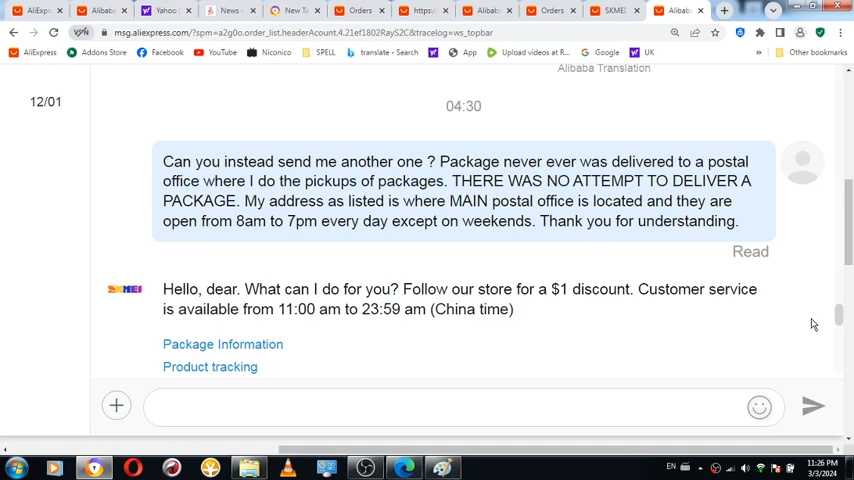 AliExpr
Alibaba
Yahoo
News -
New Ta
Orders
https:/
Alibab
Orders
SKMEI
Alibab
VPN
msg.aliexpress.com/?spm=a2g0o.order_list.headerAcount.4.21ef1802RayS2C&tracelog=ws_topbar
AliExpress
Addons Store
Facebook
YouTube
Niconico
SPELL
translate - Search
App
Upload videos at R...
Google
UK
»
Other bookmarks
Alibaba Translation
12/01
04:30
Can you instead send me another one ? Package never ever was delivered to a postal
office where I do the pickups of packages. THERE WAS NO ATTEMPT TO DELIVER A
PACKAGE. My address as listed is where MAIN postal office is located and they are
open from 8am to 7pm every day except on weekends. Thank you for understanding.
Read
SKMEI
Hello, dear. What can I do for you? Follow our store for a $1 discount. Customer service
is available from 11:00 am to 23:59 am (China time)
Package Information
Product tracking
EN
11:26 PM
3/3/2024